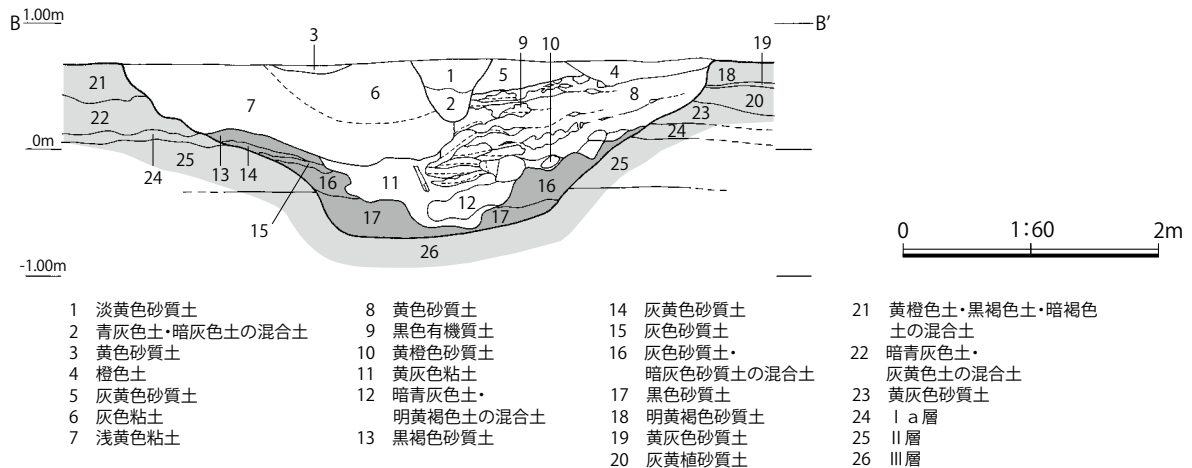 B 1.00m
B′
3
9
10
19
21
1
5
4
18
7
6
2
8
20
22
23
0m
24
24
25
13
14
11
25
16
16
12
15
17
17
26
-1.00m
0
1:60
2m
1 淡黄色砂質土
2 青灰色土・暗灰色土の混合土
3 黄色砂質土
4 橙色土
5 灰黄色砂質土
6 灰色粘土
7 浅黄色粘土
8 黄色砂質土
9 黒色有機質土
10 黄橙色砂質土
11 黄灰色粘土
12 暗青灰色土・
明黄褐色土の混合土
13 黒褐色砂質土
14 灰黄色砂質土
15 灰色砂質土
16 灰色砂質土・
暗灰色砂質土の混合土
17 黒色砂質土
18 明黄褐色砂質土
19 黄灰色砂質土
20 灰黄植砂質土
21 黄橙色土・黒褐色土・暗褐色
土の混合土
22 暗青灰色土・
灰黄色土の混合土
23 黄灰色砂質土
24 Ⅰa層
25 Ⅱ層
26 Ⅲ層